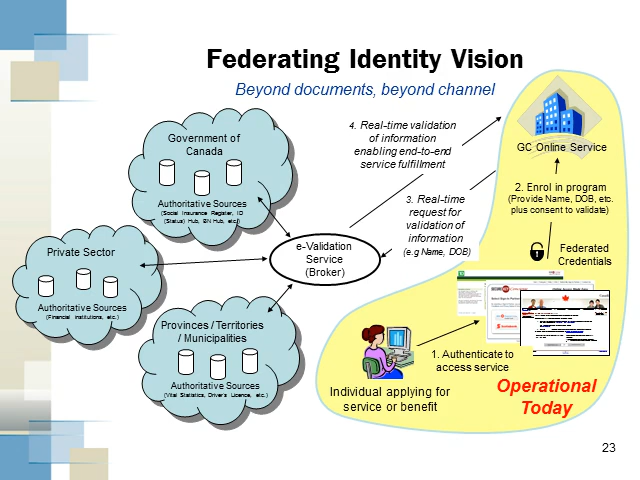 Federating Identity Vision
Beyond documents, beyond channel
Government of
Canada
Authoritative Sources
(Social Insurance Register, ID
(Status) Hub, BN Hub, etc.)
Private Sector
Authoritative Sources
(Financial Institutions, etc.)
Provinces / Territories
/ Municipalities
Authoritative Sources
(Vital Statistics, Driver's Licence, etc.)
e-Validation
Service
(Broker)
4. Real-time validation
of information
enabling end-to-end
service fulfillment
3. Real-time
request for
validation of
information
(e.g Name, DOB)
GC Online Service
2. Enrol in program
(Provide Name, DOB, etc.
plus consent to validate)
Federated
Credentials
1. Authenticate to
access service
Individual applying for
service or benefit
Operational
Today
23